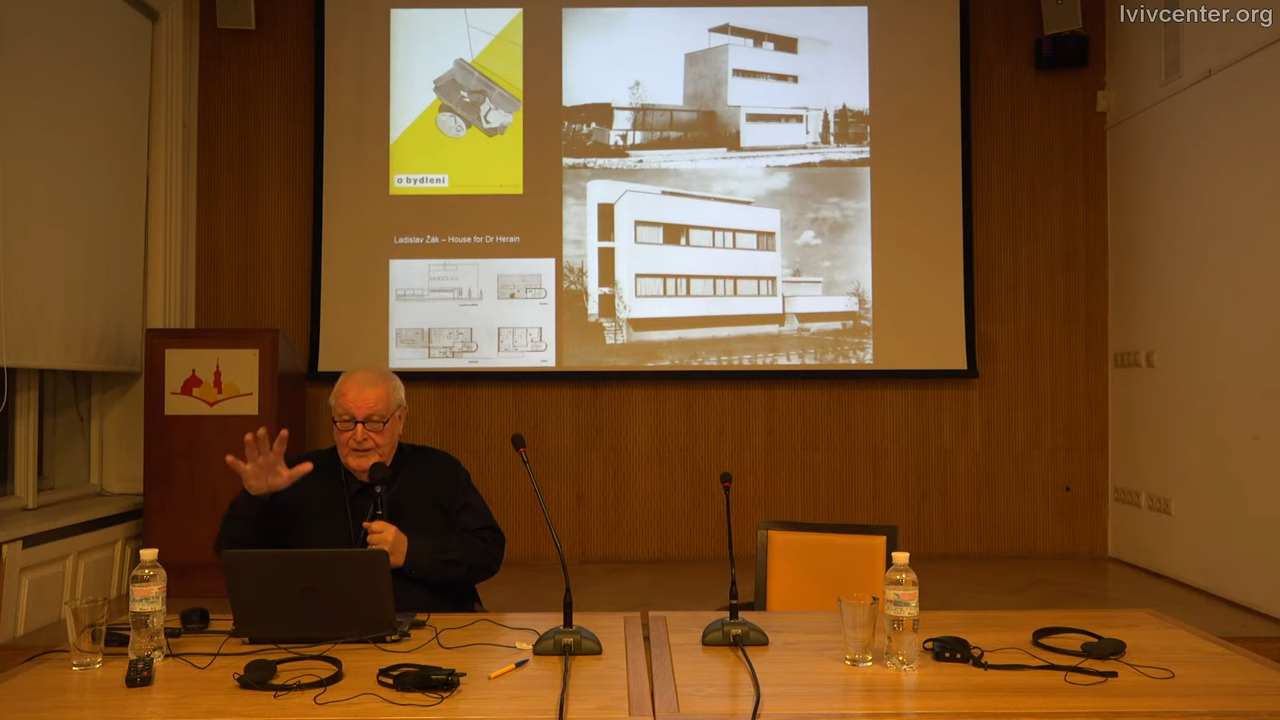 lvivcenter.org
o bydlení
Ladislav Žák – House for Dr Herain